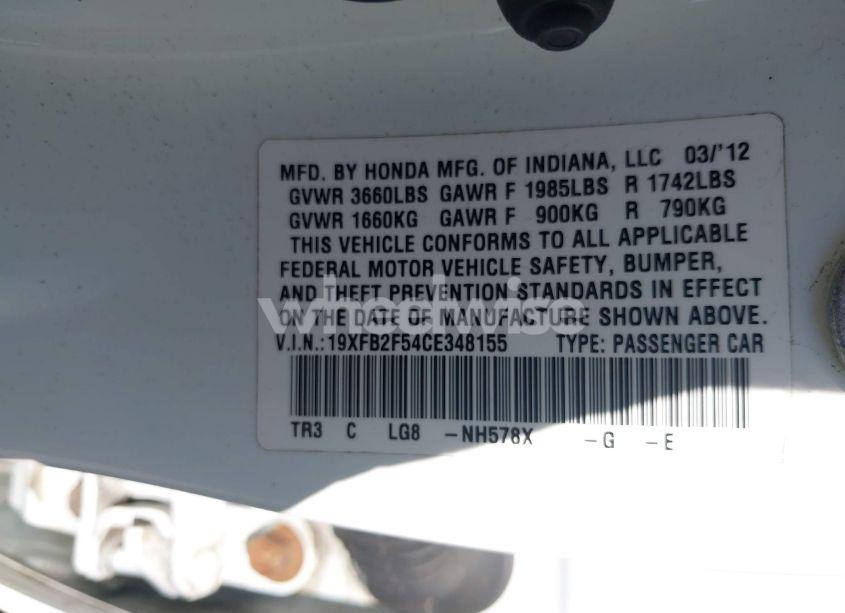 MFD. BY HONDA MFG. OF INDIANA, LLC 03/'12
GVWR 3660LBS GAWR F 1985LBS R 1742LBS
GVWR 1660KG GAWR F 900KG R 790KG
THIS VEHICLE CONFORMS TO ALL APPLICABLE
FEDERAL MOTOR VEHICLE SAFETY, BUMPER,
AND THEFT PREVENTION STANDARDS IN EFFECT
ON THE DATE OF MANUFACTURE SHOWN ABOVE.
wheelwise
V.I.N.:19XFB2F54CE348155 TYPE: PASSENGER CAR
TR3 C LG8 -NH578X -G -E